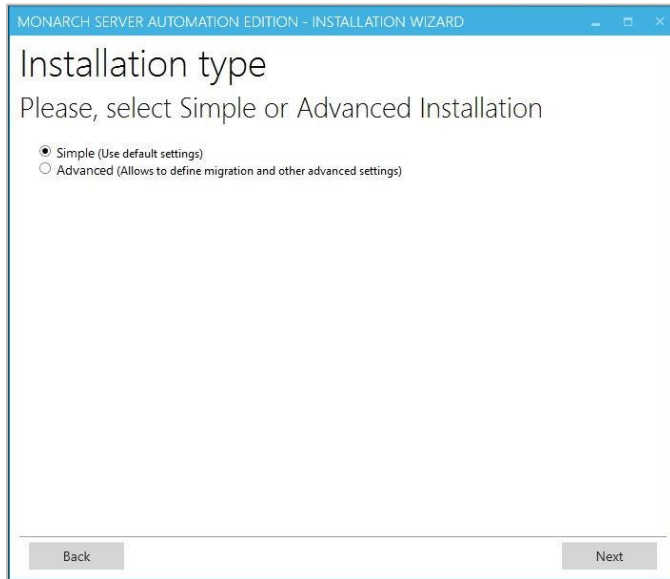 MONARCH SERVER AUTOMATION EDITION - INSTALLATION WIZARD
Installation type
Please, select Simple or Advanced Installation
Simple (Use default settings)
Advanced (Allows to define migration and other advanced settings)
Back Next